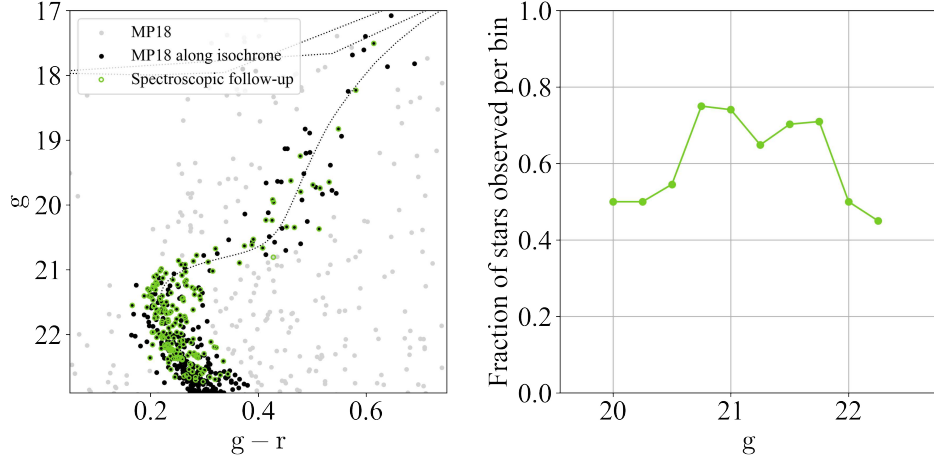 17
18
19
20
21
22
g
MP18
MP18 along isochrone
Spectroscopic follow-up
0.2
0.4
0.6
g − r
Fraction of stars observed per bin
1.0
0.8
0.6
0.4
0.2
0.0
20
21
22
g